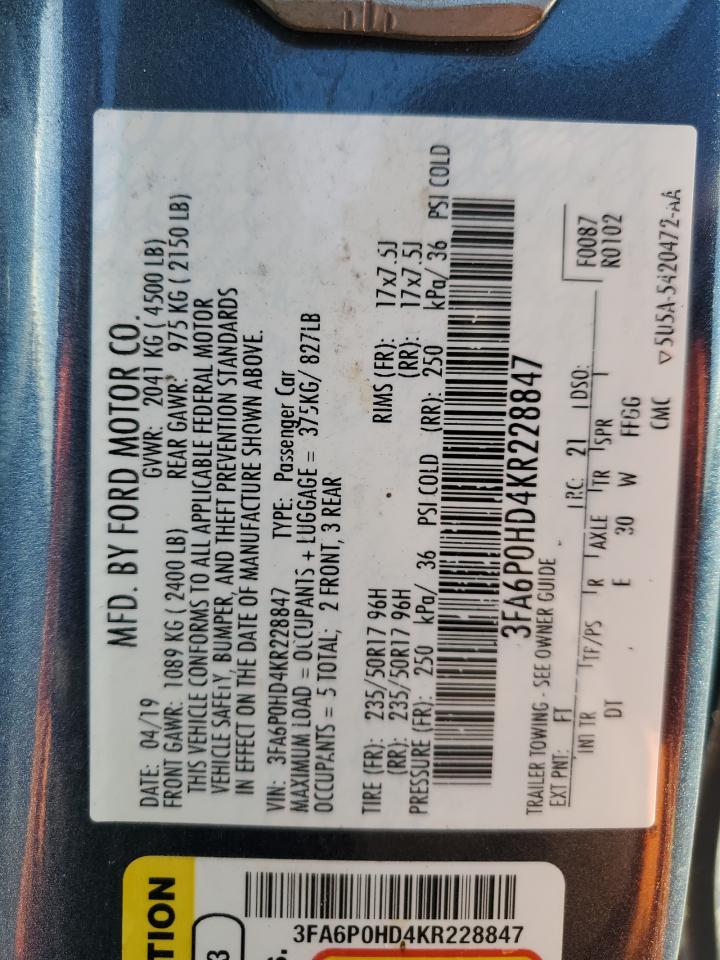 MFD. BY FORD MOTOR CO.
DATE: 04/19 GVWR: 2041 KG ( 4500 LB)
FRONT GAWR: 1089 KG ( 2400 LB) REAR GAWR: 975 KG ( 2150 LB)
THIS VEHICLE CONFORMS TO ALL APPLICABLE FEDERAL MOTOR
VEHICLE SAFETY, BUMPER, AND THEFT PREVENTION STANDARDS
IN EFFECT ON THE DATE OF MANUFACTURE SHOWN ABOVE.
VIN: 3FA6P0HD4KR228847 TYPE: Passenger Car
MAXIMUM LOAD = OCCUPANTS + LUGGAGE = 375KG/ 827LB
OCCUPANTS = 5 TOTAL, 2 FRONT, 3 REAR
TIRE (FR): 235/50R17 96H RIMS (FR): 17x7.5J
(RR): 235/50R17 96H (RR): 17x7.5J
PRESSURE (FR): 250 kPa/ 36 PSI COLD (RR): 250 kPa/ 36 PSI COLD
3FA6P0HD4KR228847
TRAILER TOWING - SEE OWNER GUIDE
EXT PNT: FT RC: 21 DSO: F0087
R0102
INT TR TP/PS R AXLE TR SPR
DT E 30 W FFGG
CMC ▽5U5A-5420472-AA
TION
3
S.
3FA6P0HD4KR228847